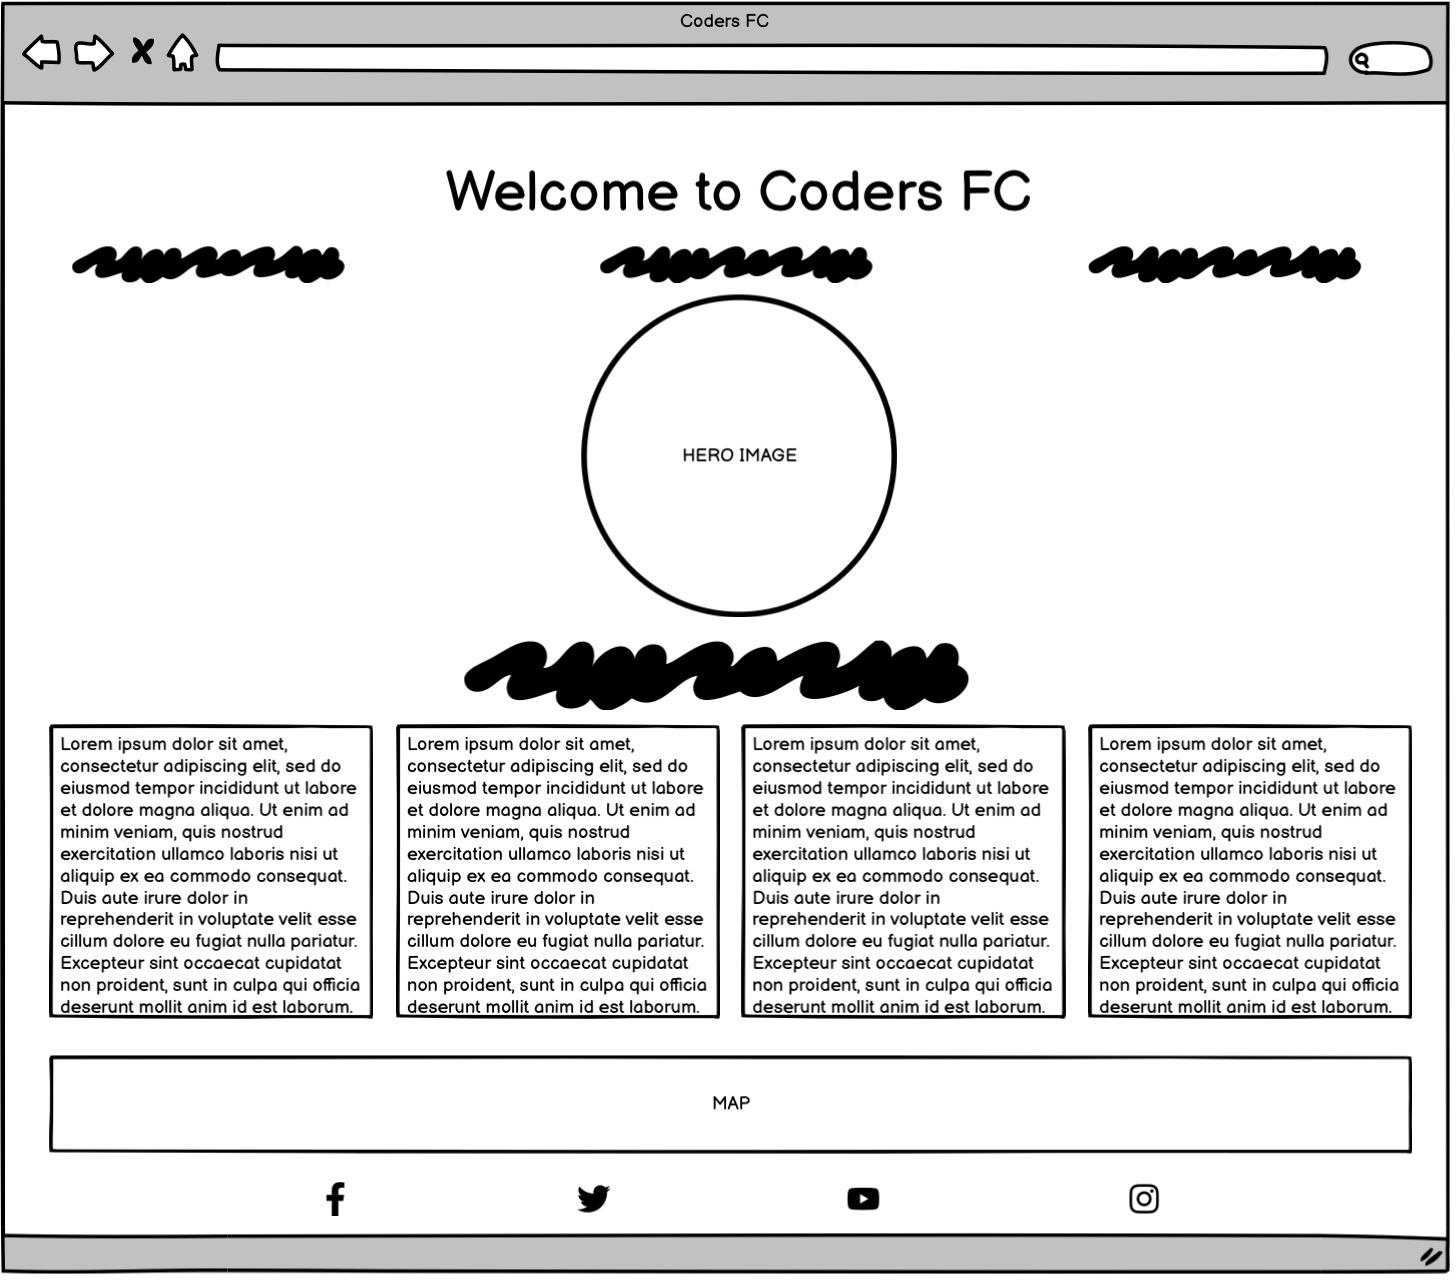 Coders FC
Welcome to Coders FC
HERO IMAGE
Lorem ipsum dolor sit amet,
consectetur adipiscing elit, sed do
eiusmod tempor incididunt ut labore
et dolore magna aliqua. Ut enim ad
minim veniam, quis nostrud
exercitation ullamco laboris nisi ut
aliquip ex ea commodo consequat.
Duis aute irure dolor in
reprehenderit in voluptate velit esse
cillum dolore eu fugiat nulla pariatur.
Excepteur sint occaecat cupidatat
non proident, sunt in culpa qui officia
deserunt mollit anim id est laborum.
Lorem ipsum dolor sit amet,
consectetur adipiscing elit, sed do
eiusmod tempor incididunt ut labore
et dolore magna aliqua. Ut enim ad
minim veniam, quis nostrud
exercitation ullamco laboris nisi ut
aliquip ex ea commodo consequat.
Duis aute irure dolor in
reprehenderit in voluptate velit esse
cillum dolore eu fugiat nulla pariatur.
Excepteur sint occaecat cupidatat
non proident, sunt in culpa qui officia
deserunt mollit anim id est laborum.
Lorem ipsum dolor sit amet,
consectetur adipiscing elit, sed do
eiusmod tempor incididunt ut labore
et dolore magna aliqua. Ut enim ad
minim veniam, quis nostrud
exercitation ullamco laboris nisi ut
aliquip ex ea commodo consequat.
Duis aute irure dolor in
reprehenderit in voluptate velit esse
cillum dolore eu fugiat nulla pariatur.
Excepteur sint occaecat cupidatat
non proident, sunt in culpa qui officia
deserunt mollit anim id est laborum.
Lorem ipsum dolor sit amet,
consectetur adipiscing elit, sed do
eiusmod tempor incididunt ut labore
et dolore magna aliqua. Ut enim ad
minim veniam, quis nostrud
exercitation ullamco laboris nisi ut
aliquip ex ea commodo consequat.
Duis aute irure dolor in
reprehenderit in voluptate velit esse
cillum dolore eu fugiat nulla pariatur.
Excepteur sint occaecat cupidatat
non proident, sunt in culpa qui officia
deserunt mollit anim id est laborum.
MAP